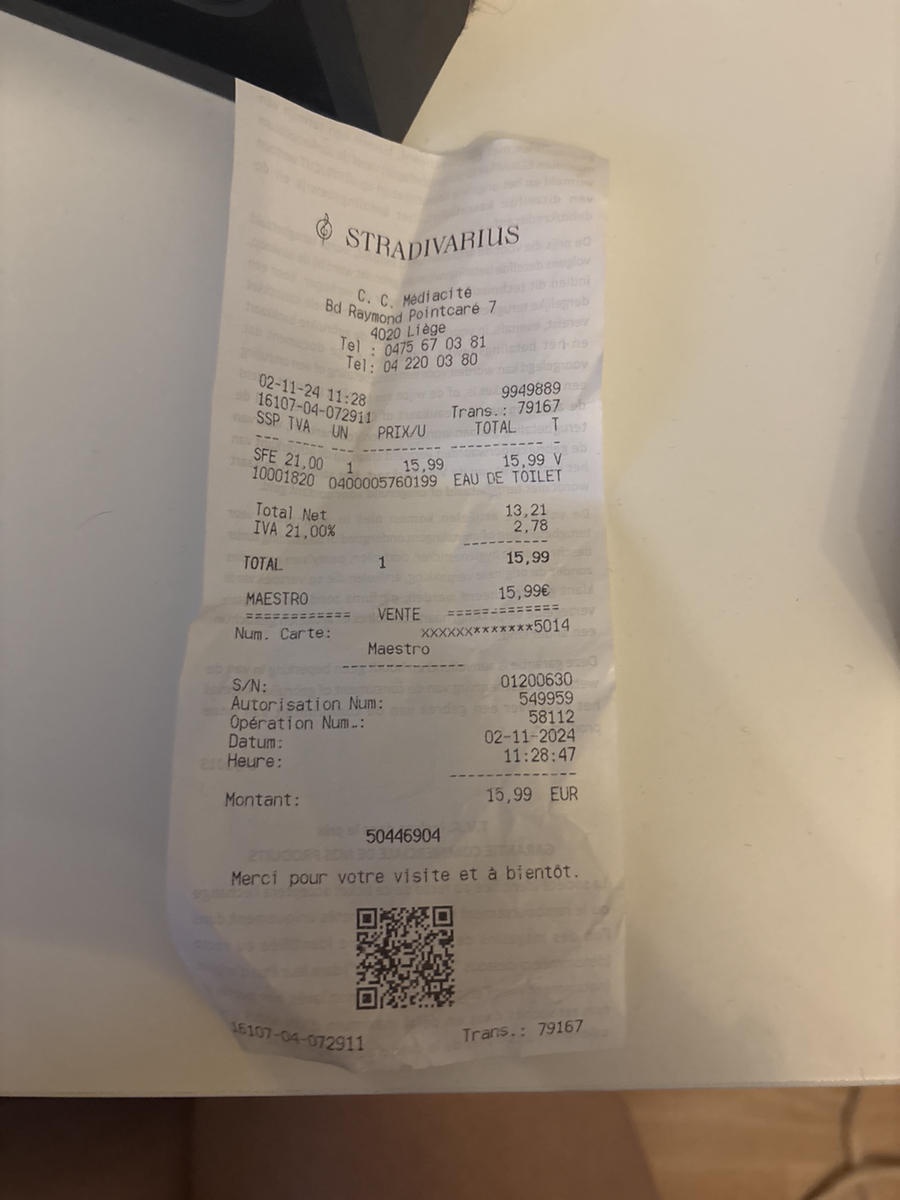 STRADIVARIUS
C. C. Médiacité
Bd Raymond Pointcaré 7
4020 Liège
Tel : 0475 67 03 81
Tel: 04 220 03 80
02-11-24 11:28 9949889
16107-04-072911 Trans.: 79167
SSP TVA UN PRIX/U TOTAL T
--- ----- -- ---------- ---------- -
SFE 21,00 1 15,99 15,99 V
10001820 0400005760199 EAU DE TOILET
Total Net 13,21
IVA 21,00% 2,78
----------
TOTAL 1 15,99
MAESTRO 15,99€
============ VENTE =============
Num. Carte: XXXXXX*******5014
Maestro
-------------
S/N: 01200630
Autorisation Num: 549959
Opération Num.: 58112
Datum: 02-11-2024
Heure: 11:28:47
-------------
Montant: 15,99 EUR
50446904
Merci pour votre visite et à bientôt.
16107-04-072911 Trans.: 79167